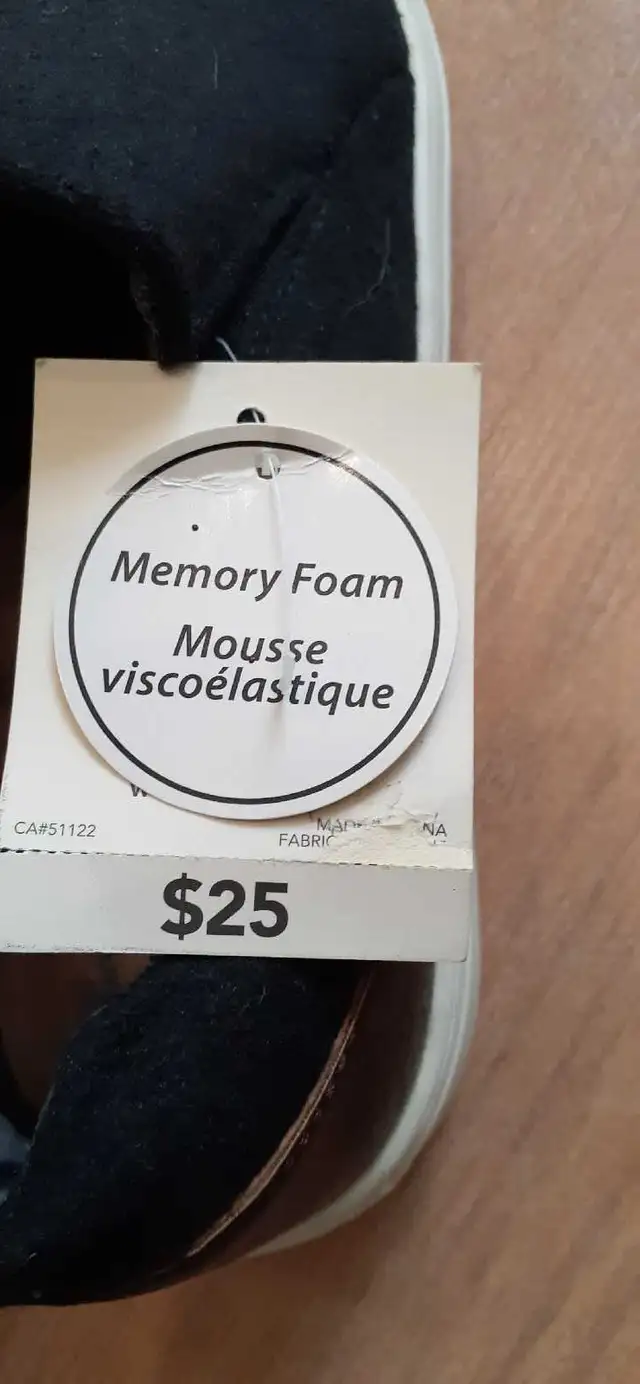 Memory Foam
Mousse
viscoélastique
CA#51122
$25